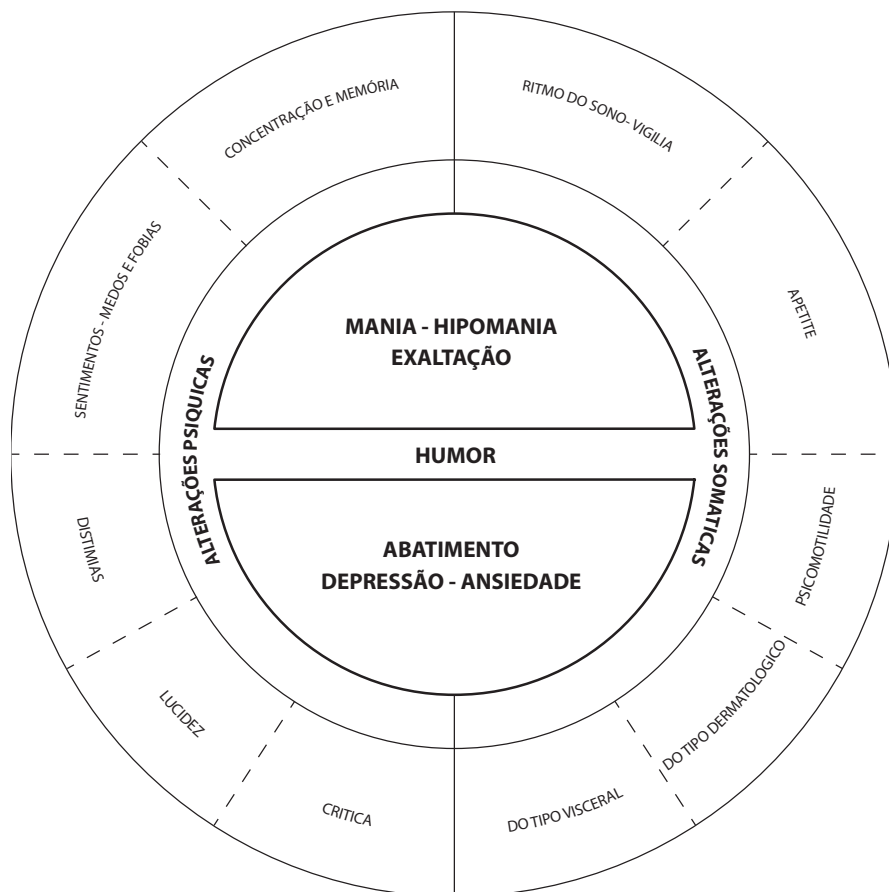 CONCENTRAÇÃO E MEMÓRIA
RITMO DO SONO- VIGILIA
SENTIMENTOS - MEDOS E FOBIAS
APETITE
MANIA - HIPOMANIA
EXALTAÇÃO
ALTERAÇÕES PSIQUICAS
ALTERAÇÕES SOMATICAS
HUMOR
ABATIMENTO
DEPRESSÃO - ANSIEDADE
DISTIMIAS
PSICOMOTILIDADE
LUCIDEZ
DO TIPO DERMATOLOGICO
CRITICA
DO TIPO VISCERAL